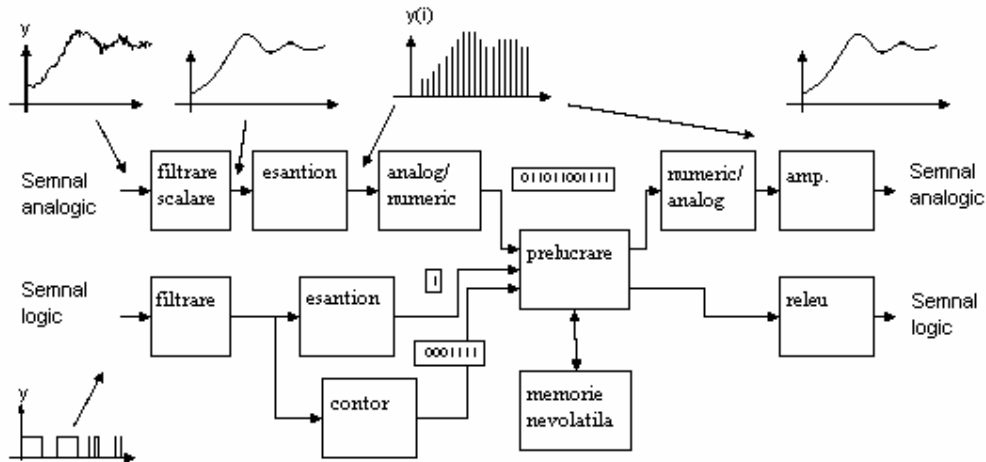 y
y(i)
Semnal
analogic
filtrare
scalare
esantion
analog/
numeric
011011001111
numeric/
analog
amp.
Semnal
analogic
prelucrare
Semnal
logic
filtrare
esantion
1
releu
Semnal
logic
0001111
contor
memorie
nevolatila
y